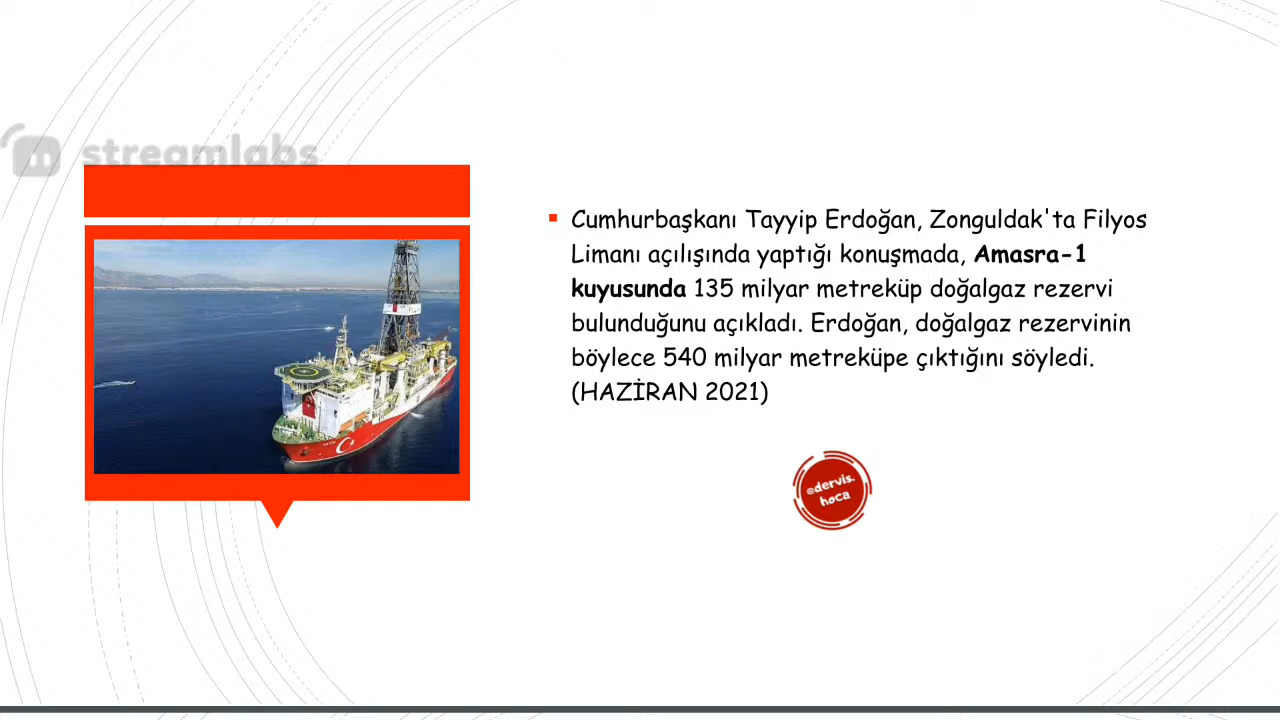 streamlabs
Cumhurbaşkanı Tayyip Erdoğan, Zonguldak'ta Filyos
Limanı açılışında yaptığı konuşmada, Amasra-1
kuyusunda 135 milyar metreküp doğalgaz rezervi
bulunduğunu açıkladı. Erdoğan, doğalgaz rezervinin
böylece 540 milyar metreküpe çıktığını söyledi.
(HAZİRAN 2021)
@dervis.
hoca